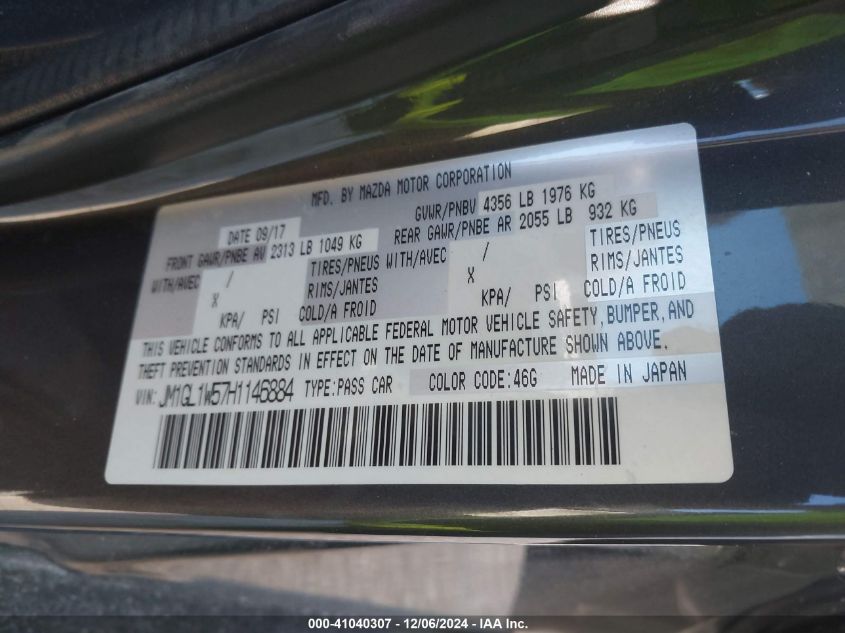 MFD. BY MAZDA MOTOR CORPORATION
DATE 09/17 GVWR/PNBV 4356 LB 1976 KG
FRONT GAWR/PNBE AV 2313 LB 1049 KG REAR GAWR/PNBE AR 2055 LB 932 KG
WITH/AVEC / TIRES/PNEUS WITH/AVEC / TIRES/PNEUS
X RIMS/JANTES X RIMS/JANTES
KPA/ PSI COLD/A FROID KPA/ PSI COLD/A FROID
THIS VEHICLE CONFORMS TO ALL APPLICABLE FEDERAL MOTOR VEHICLE SAFETY, BUMPER, AND
THEFT PREVENTION STANDARDS IN EFFECT ON THE DATE OF MANUFACTURE SHOWN ABOVE.
VIN: JM1GL1W57H1146884 TYPE:PASS CAR COLOR CODE:46G MADE IN JAPAN
000-41040307 - 12/06/2024 - IAA Inc.